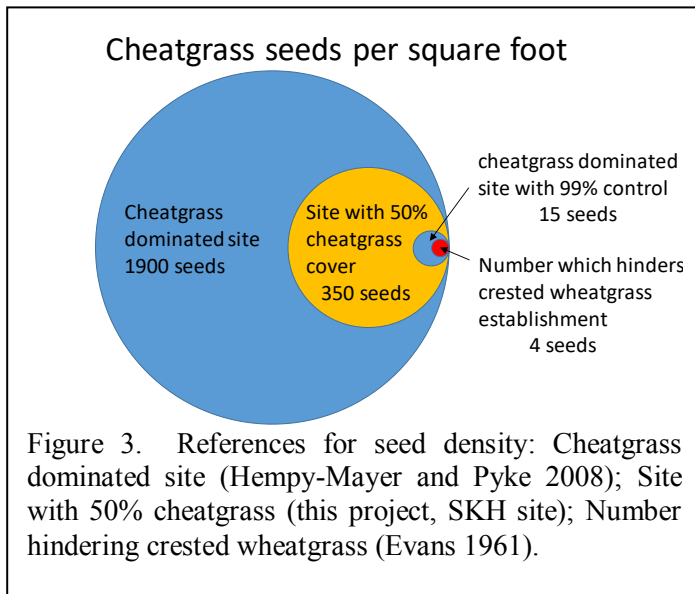 Cheatgrass seeds per square foot
Cheatgrass
dominated site
1900 seeds
Site with 50%
cheatgrass
cover
350 seeds
cheatgrass dominated
site with 99% control
15 seeds
Number which hinders
crested wheatgrass
establishment
4 seeds
Figure 3. References for seed density: Cheatgrass
dominated site (Hempy-Mayer and Pyke 2008); Site
with 50% cheatgrass (this project, SKH site); Number
hindering crested wheatgrass (Evans 1961).